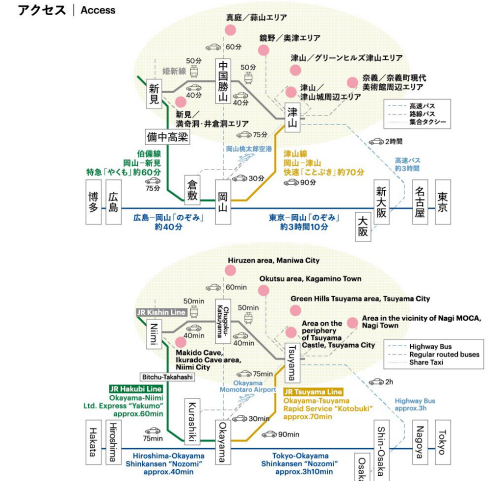 アクセス | Access
真庭／蒜山エリア
鏡野／奥津エリア
津山／グリーンヒルズ津山エリア
奈義／奈義町現代
美術館周辺エリア
津山／
津山城周辺エリア
60分
50分
50分
姫新線
中国勝山
新見
40分
40分
津山
新見／
満奇洞・井倉洞エリア
備中高梁
高速バス
路線バス
集合タクシー
75分
2時間
伯備線
岡山ー新見
特急「やくも」約60分
岡山桃太郎空港
津山線
岡山ー津山
快速「ことぶき」約70分
高速バス
約3時間
75分
倉敷
30分
90分
博多
広島
岡山
新大阪
大阪
名古屋
東京
広島ー岡山「のぞみ」
約40分
東京ー岡山「のぞみ」
約3時間10分
Hiruzen area, Maniwa City
Okutsu area, Kagamino Town
Green Hills Tsuyama area, Tsuyama City
Area in the vicinity of Nagi MOCA,
Nagi Town
Area on the
periphery
of Tsuyama
Castle, Tsuyama City
60min
50min
50min
JR Kishin Line
Chugoku-
Katsuyama
Niimi
40min
40min
Tsuyama
Makido Cave,
Ikurado Cave area,
Niimi City
Bitchu-Takahashi
Highway Bus
Regular routed buses
Share Taxi
75min
2h
JR Hakubi Line
Okayama-Niimi
Ltd. Express "Yakumo"
approx.60min
Okayama
Momotaro Airport
JR Tsuyama Line
Okayama-Tsuyama
Rapid Service "Kotobuki"
approx.70min
Highway Bus
approx.3h
75min
Kurashiki
30min
90min
Hakata
Hiroshima
Okayama
Shin-Osaka
Osaka
Nagoya
Tokyo
Hiroshima-Okayama
Shinkansen "Nozomi"
approx.40min
Tokyo-Okayama
Shinkansen "Nozomi"
approx.3h10min